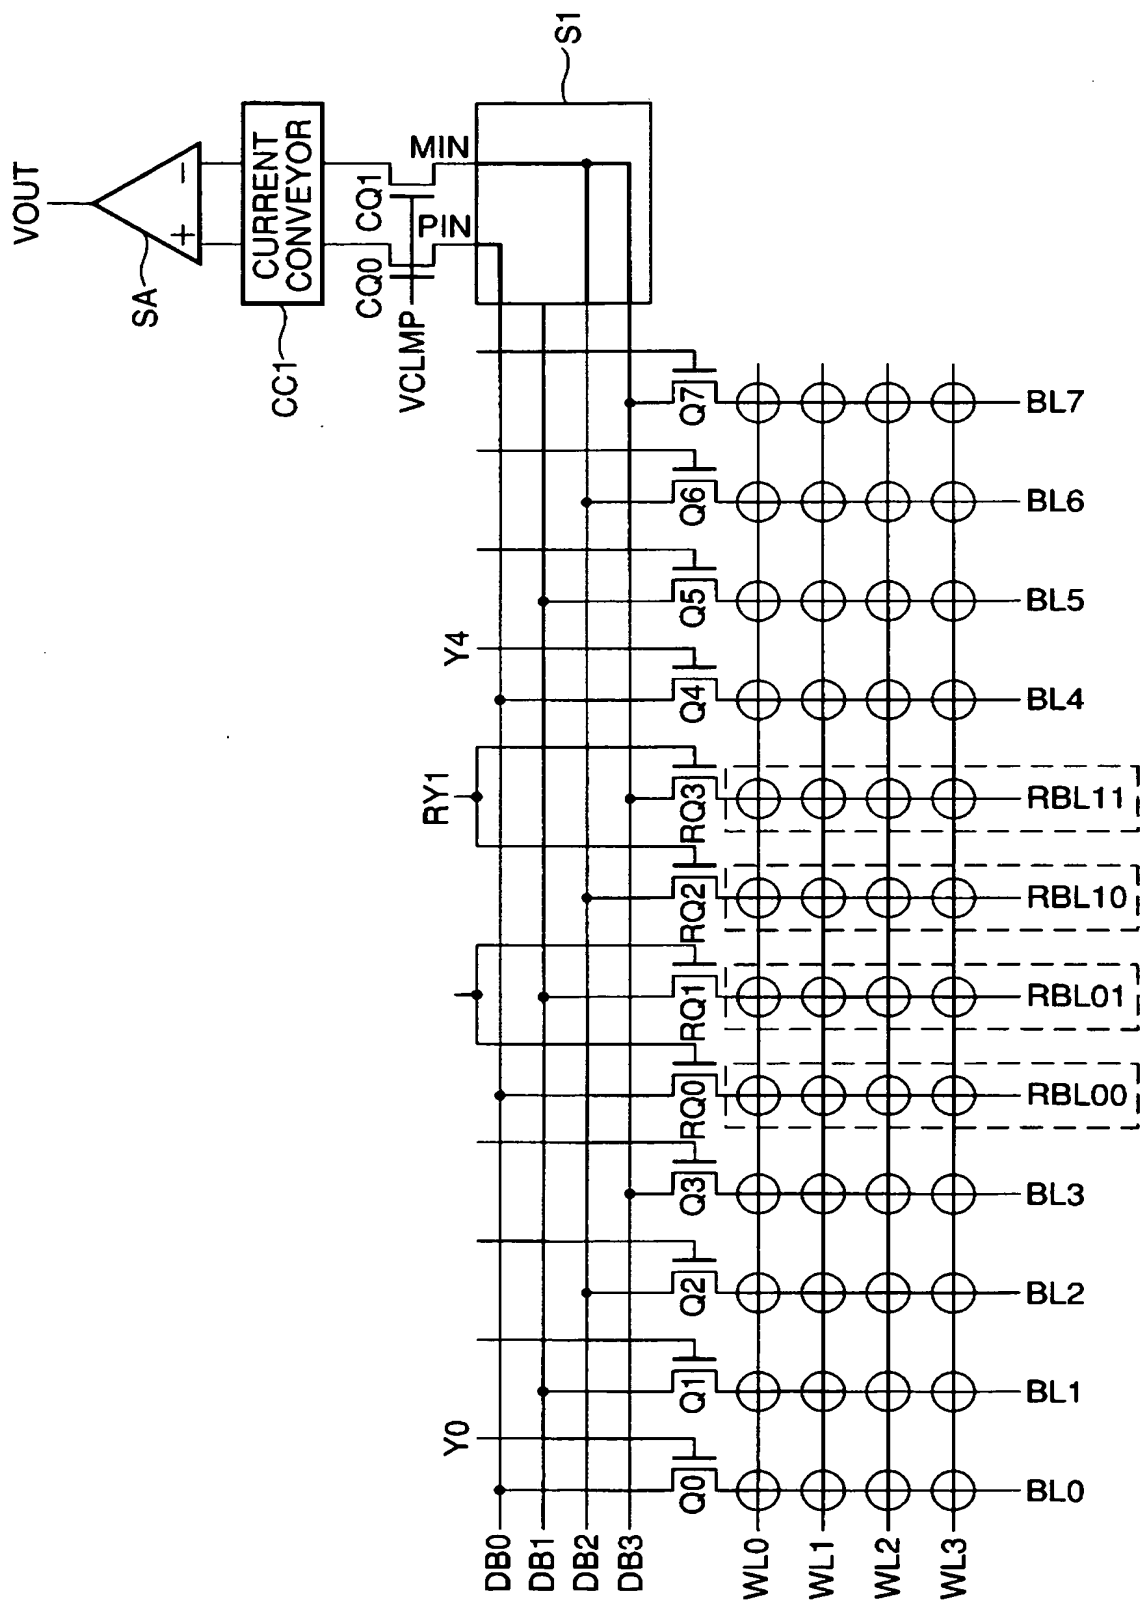 VOUT
SA
+
-
CURRENT
CONVEYOR
CC1
CQ0
CQ1
VCLMP
PIN
MIN
S1
Y0
RY1
Y4
DB0
DB1
DB2
DB3
Q0
Q1
Q2
Q3
RQ0
RQ1
RQ2
RQ3
Q4
Q5
Q6
Q7
WL0
WL1
WL2
WL3
BL0
BL1
BL2
BL3
RBL00
RBL01
RBL10
RBL11
BL4
BL5
BL6
BL7